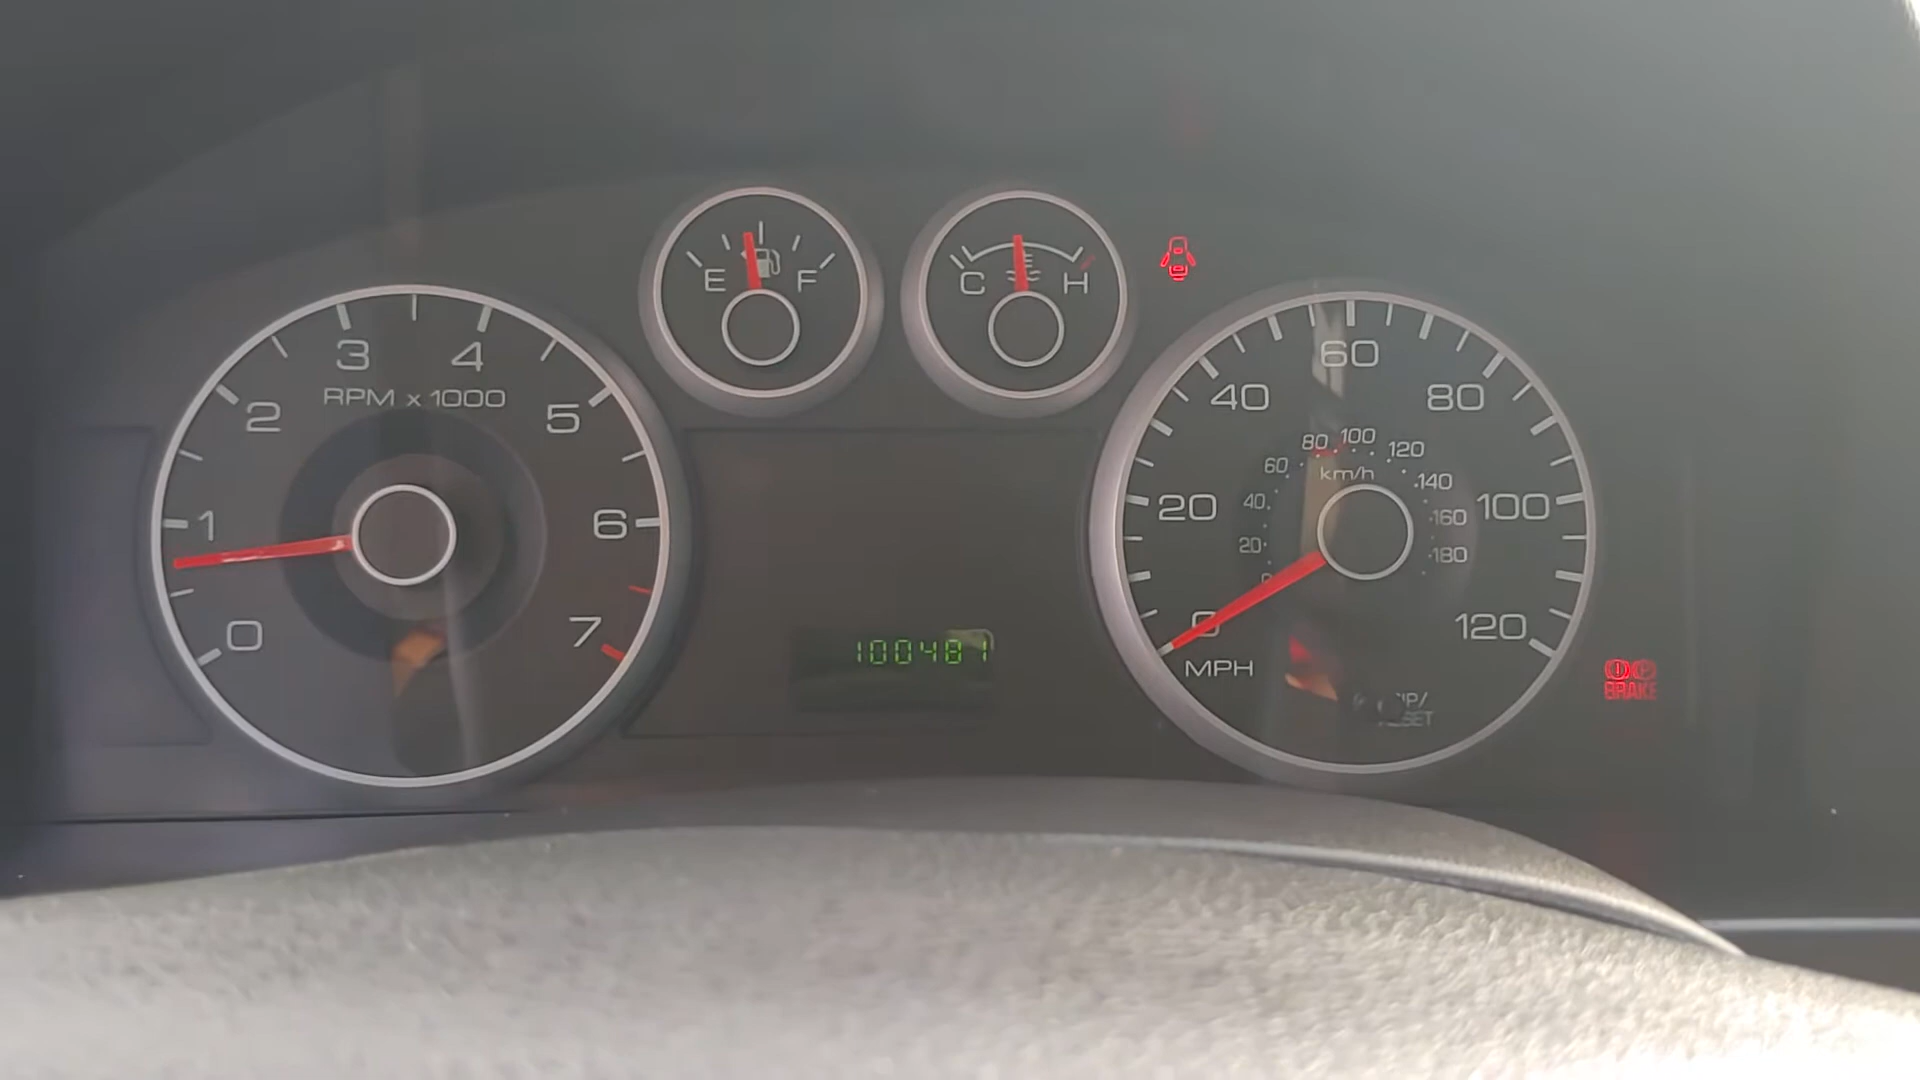 E F
C H
0 1 2 3 4 5 6 7
RPM x 1000
0 20 40 60 80 100 120
MPH
20 40 60 80 100 120 140 160 180
km/h
100481
BRAKE